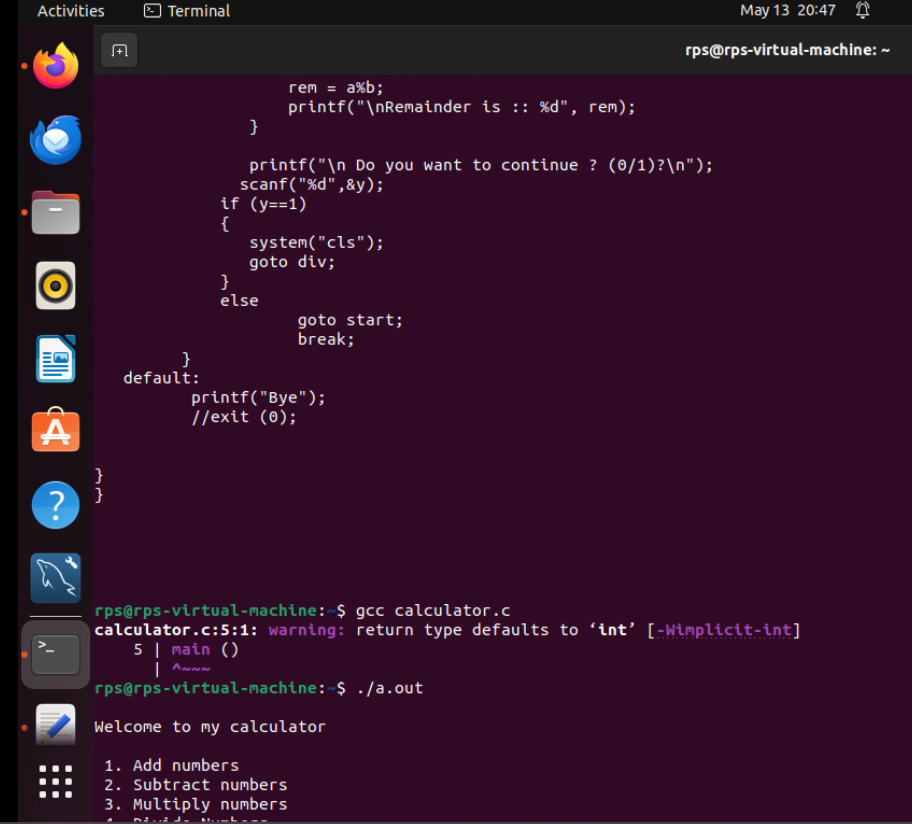 Activities
Terminal
May 13 20:47
rps@rps-virtual-machine: ~
rem = a%b;
printf("\nRemainder is :: %d", rem);
}
printf("\n Do you want to continue ? (0/1)?\n");
scanf("%d",&y);
if (y==1)
{
system("cls");
goto div;
}
else
goto start;
break;
}
default:
printf("Bye");
//exit (0);
}
}
rps@rps-virtual-machine:~$ gcc calculator.c
calculator.c:5:1: warning: return type defaults to ‘int’ [-Wimplicit-int]
5 | main ()
| ^~~~
rps@rps-virtual-machine:~$ ./a.out
Welcome to my calculator
1. Add numbers
2. Subtract numbers
3. Multiply numbers
4. Divide Numbers